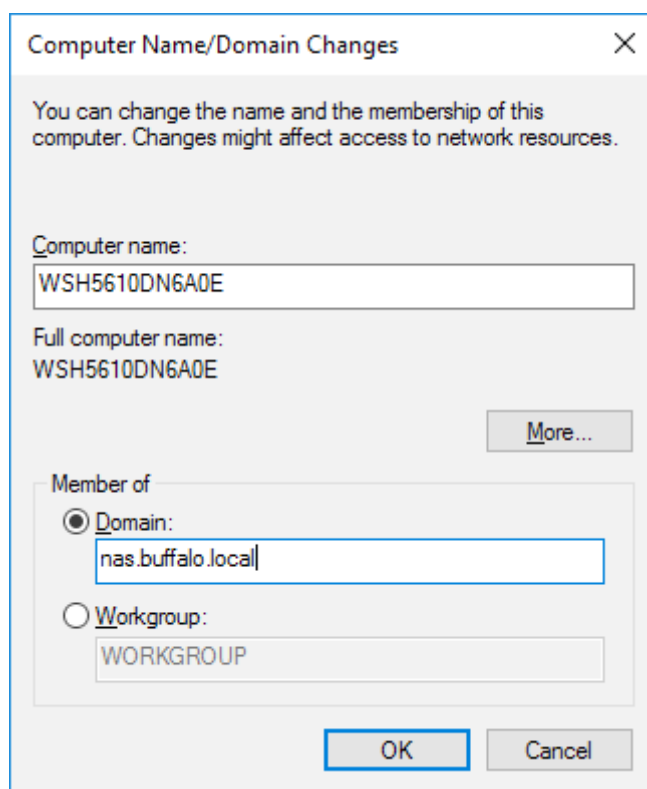 Computer Name/Domain Changes
You can change the name and the membership of this
computer. Changes might affect access to network resources.
Computer name:
WSH5610DN6A0E
Full computer name:
WSH5610DN6A0E
More...
Member of
Domain:
nas.buffalo.local
Workgroup:
WORKGROUP
OK Cancel